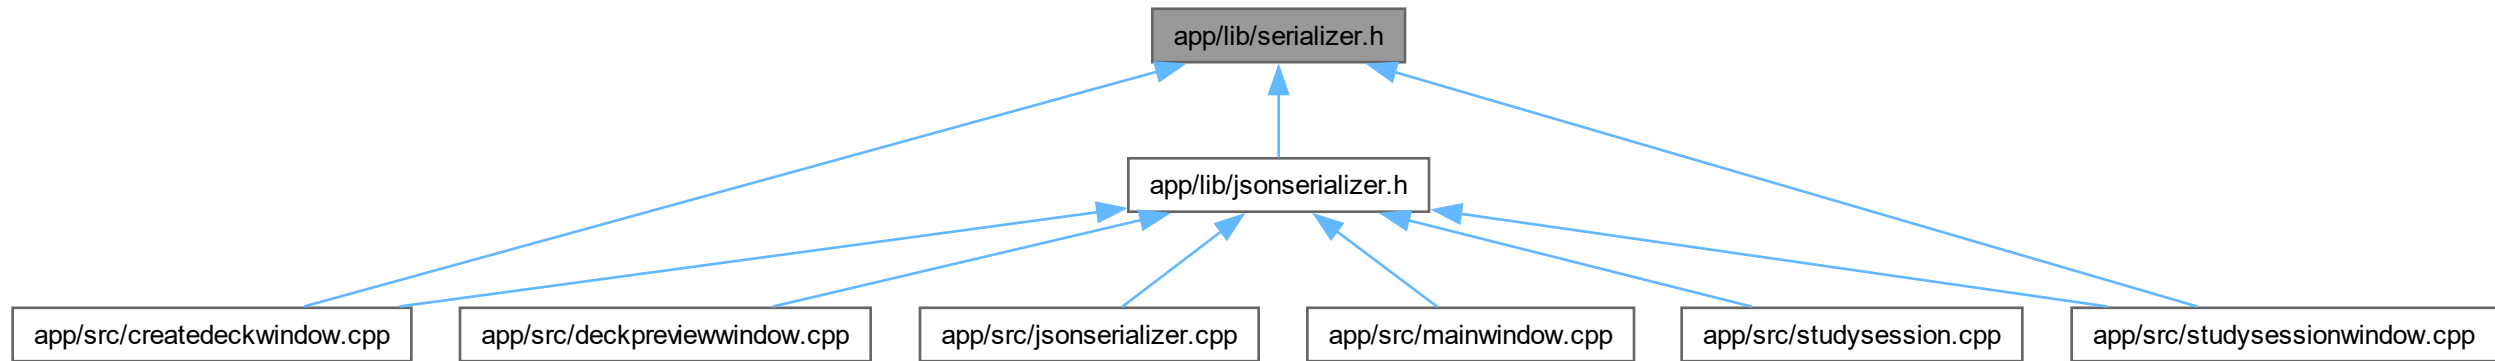 app/lib/serializer.h
app/lib/jsonserializer.h
app/src/createdeckwindow.cpp
app/src/deckpreviewwindow.cpp
app/src/jsonserializer.cpp
app/src/mainwindow.cpp
app/src/studysession.cpp
app/src/studysessionwindow.cpp